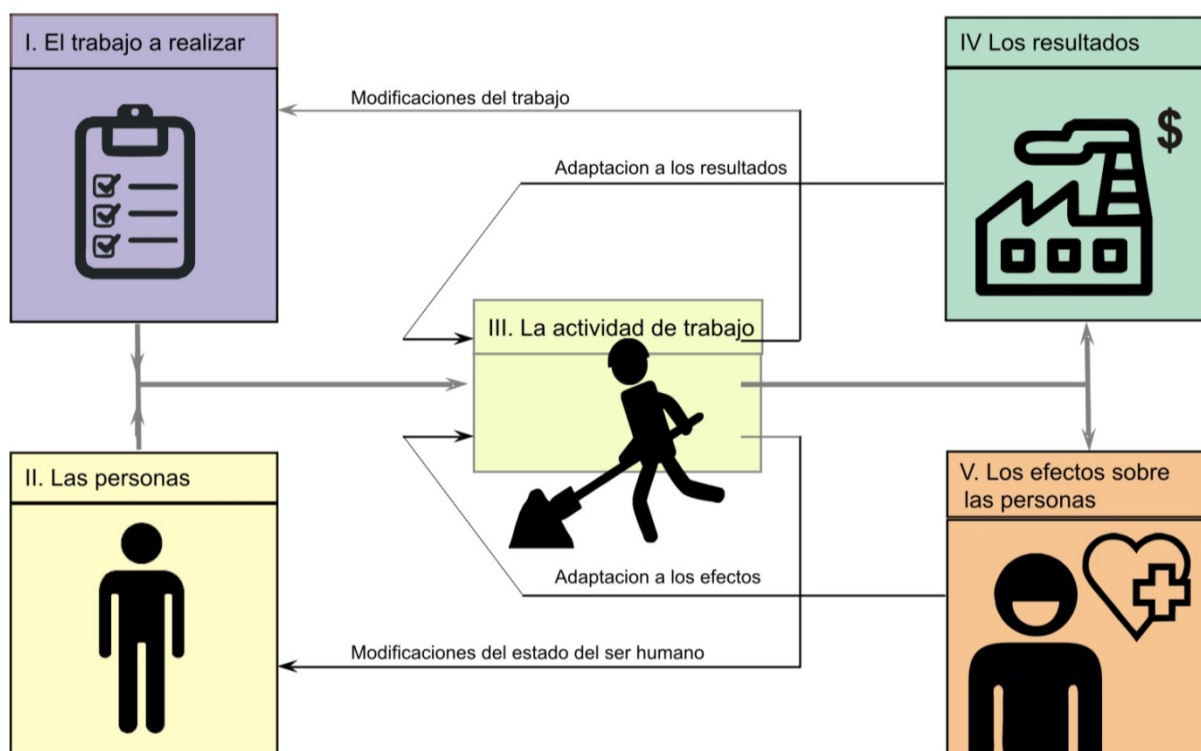 I. El trabajo a realizar
IV Los resultados
$
Modificaciones del trabajo
Adaptacion a los resultados
III. La actividad de trabajo
II. Las personas
V. Los efectos sobre
las personas
Adaptacion a los efectos
Modificaciones del estado del ser humano